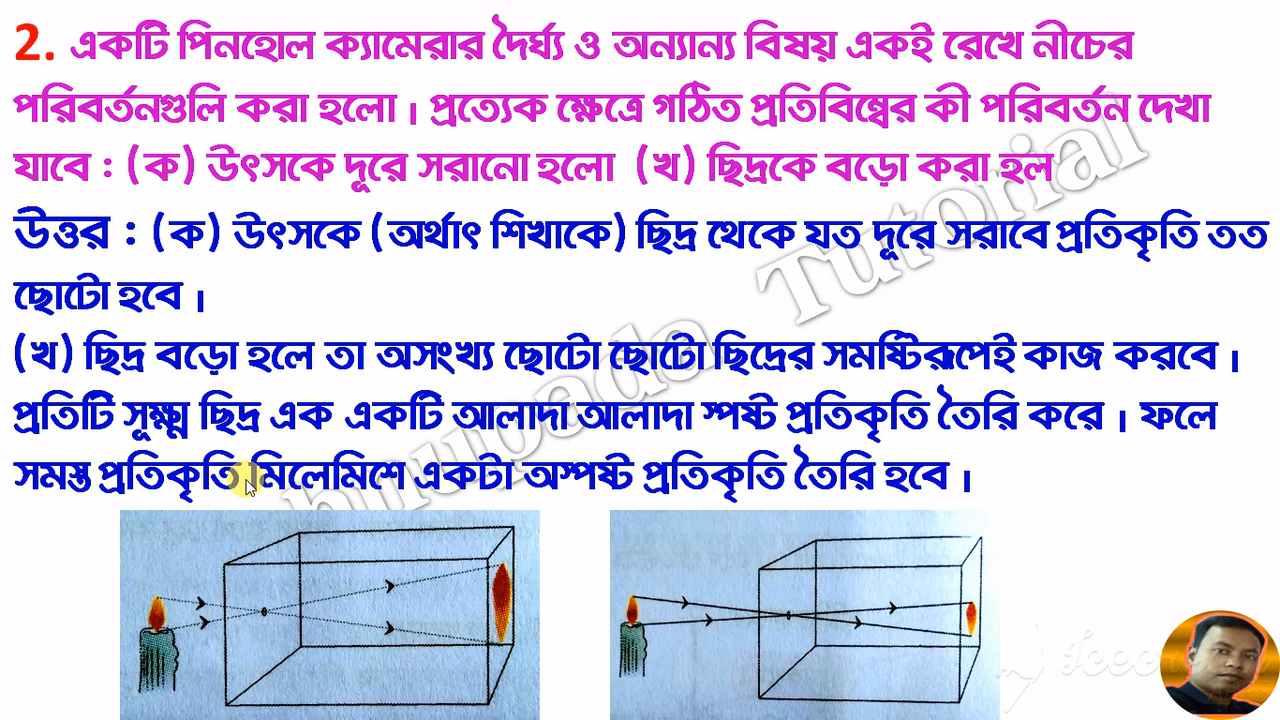 2. একটি পিনহোল ক্যামেরার দৈর্ঘ্য ও অন্যান্য বিষয় একই রেখে নীচের
পরিবর্তনগুলি করা হলো । প্রত্যেক ক্ষেত্রে গঠিত প্রতিবিম্বের কী পরিবর্তন দেখা
যাবে : (ক) উৎসকে দূরে সরানো হলো (খ) ছিদ্রকে বড়ো করা হল
উত্তর : (ক) উৎসকে (অর্থাৎ শিখাকে) ছিদ্র থেকে যত দূরে সরাবে প্রতিকৃতি তত
ছোটো হবে ।
(খ) ছিদ্র বড়ো হলে তা অসংখ্য ছোটো ছোটো ছিদ্রের সমষ্টিরূপেই কাজ করবে ।
প্রতিটি সূক্ষ্ম ছিদ্র এক একটি আলাদা আলাদা স্পষ্ট প্রতিকৃতি তৈরি করে । ফলে
সমস্ত প্রতিকৃতি মিলেমিশে একটা অস্পষ্ট প্রতিকৃতি তৈরি হবে ।
Tutorial